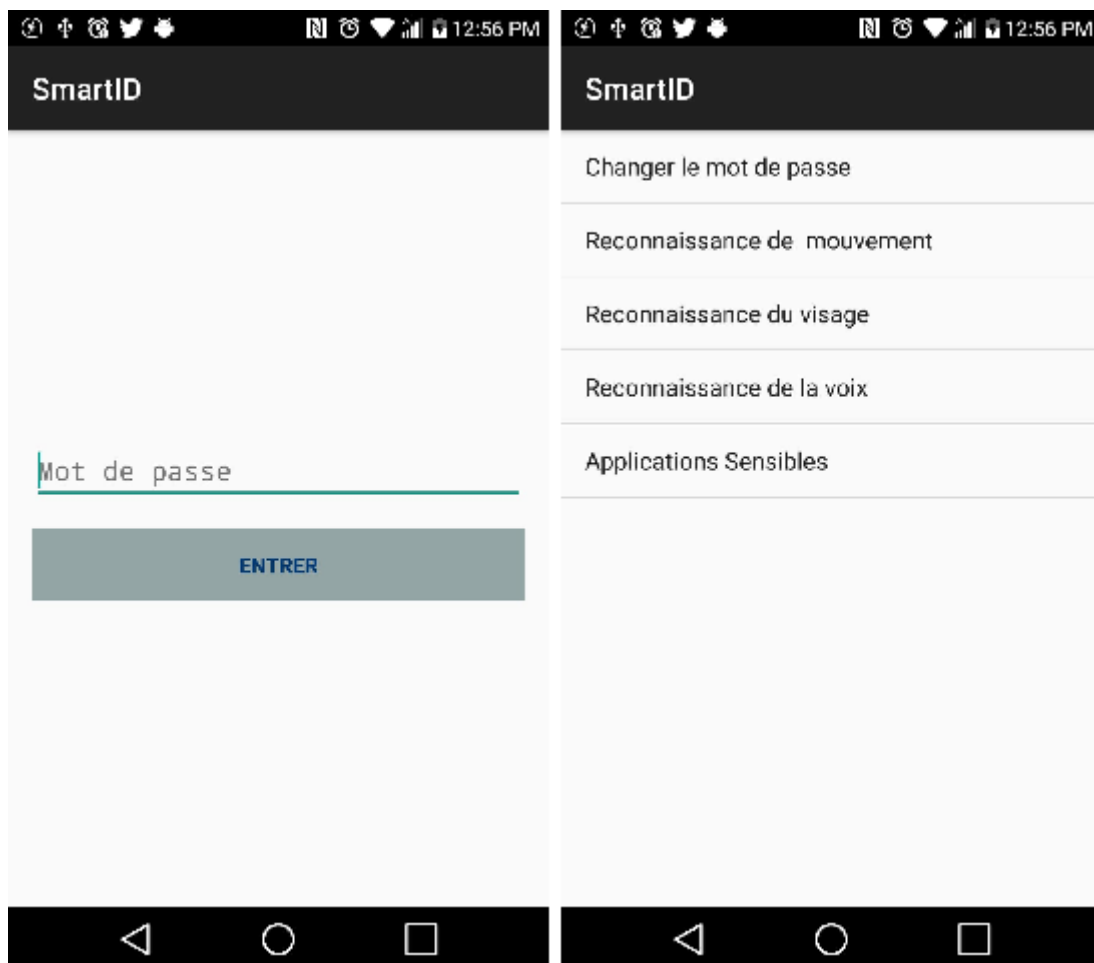 12:56 PM
SmartID
Mot de passe
ENTRER
12:56 PM
SmartID
Changer le mot de passe
Reconnaissance de mouvement
Reconnaissance du visage
Reconnaissance de la voix
Applications Sensibles